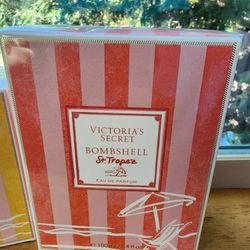 VICTORIA'S
SECRET
BOMBSHELL
St. Tropez
EAU DE PARFUM